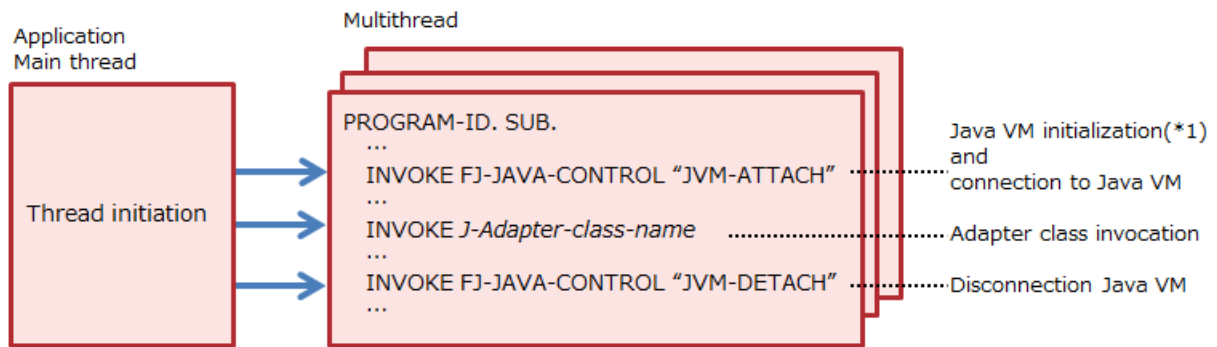 Application
Main thread
Thread initiation
Multithread
PROGRAM-ID. SUB.
...
INVOKE FJ-JAVA-CONTROL “JVM-ATTACH”
...
INVOKE J-Adapter-class-name
...
INVOKE FJ-JAVA-CONTROL “JVM-DETACH”
...
Java VM initialization(*1)
and
connection to Java VM
Adapter class invocation
Disconnection Java VM